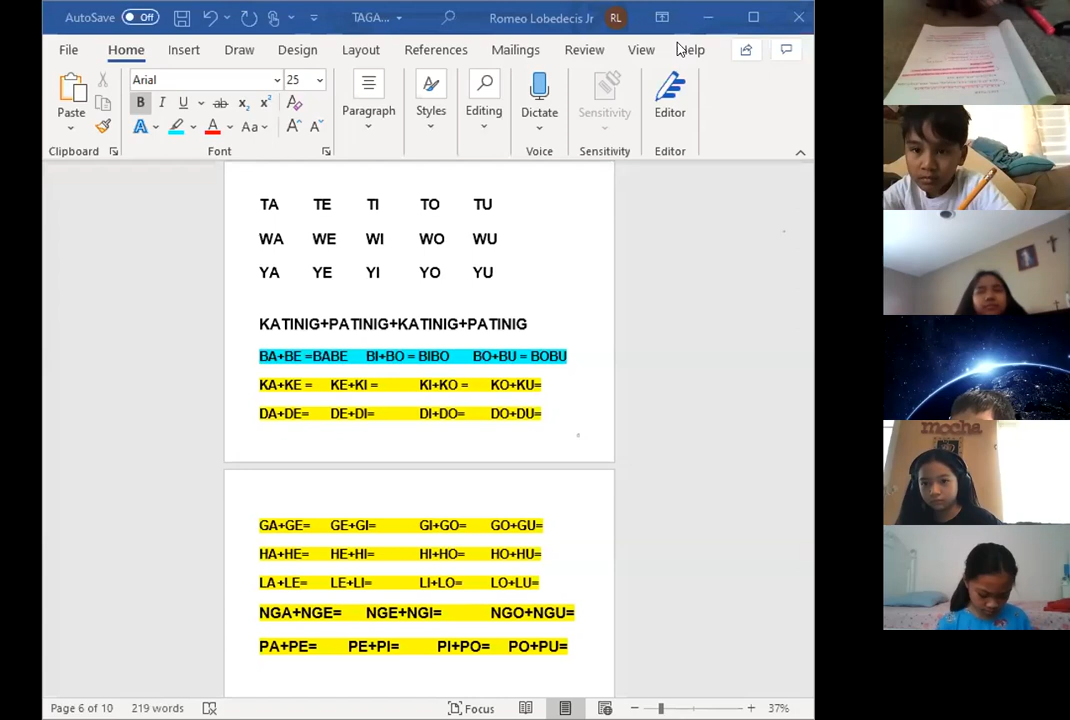 AutoSave Off TAGA... Romeo Lobedecis Jr RL
File Home Insert Draw Design Layout References Mailings Review View Help
Arial 25
Paste Paragraph Styles Editing Dictate Sensitivity Editor
Clipboard Font Voice Sensitivity Editor
TA TE TI TO TU
WA WE WI WO WU
YA YE YI YO YU
KATINIG+PATINIG+KATINIG+PATINIG
BA+BE =BABE BI+BO = BIBO BO+BU = BOBU
KA+KE = KE+KI = KI+KO = KO+KU=
DA+DE= DE+DI= DI+DO= DO+DU=
GA+GE= GE+GI= GI+GO= GO+GU=
HA+HE= HE+HI= HI+HO= HO+HU=
LA+LE= LE+LI= LI+LO= LO+LU=
NGA+NGE= NGE+NGI= NGO+NGU=
PA+PE= PE+PI= PI+PO= PO+PU=
Page 6 of 10 219 words Focus 37%
mocha